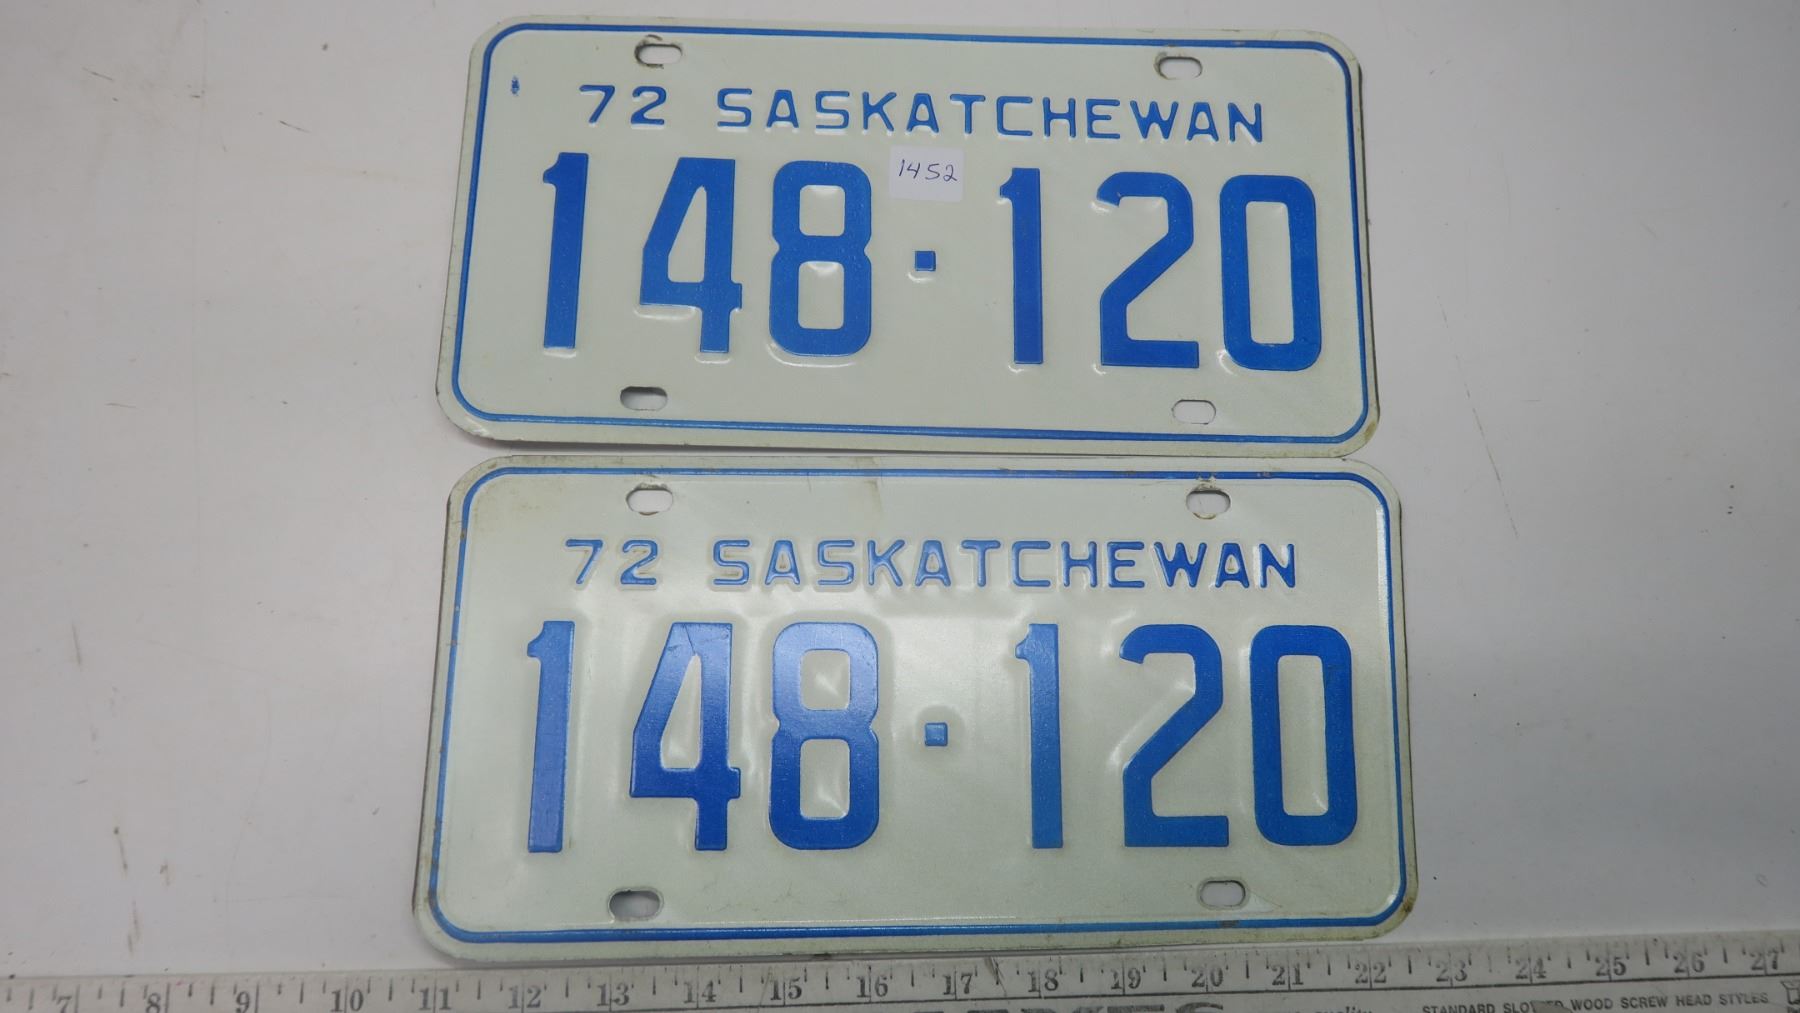 72 SASKATCHEWAN
1452
148·120
72 SASKATCHEWAN
148·120
7 8 9 10 11 12 13 14 15 16 17 18 19 20 21 22 23 24 25 26 27
STANDARD WOOD SCREW HEAD STYLES